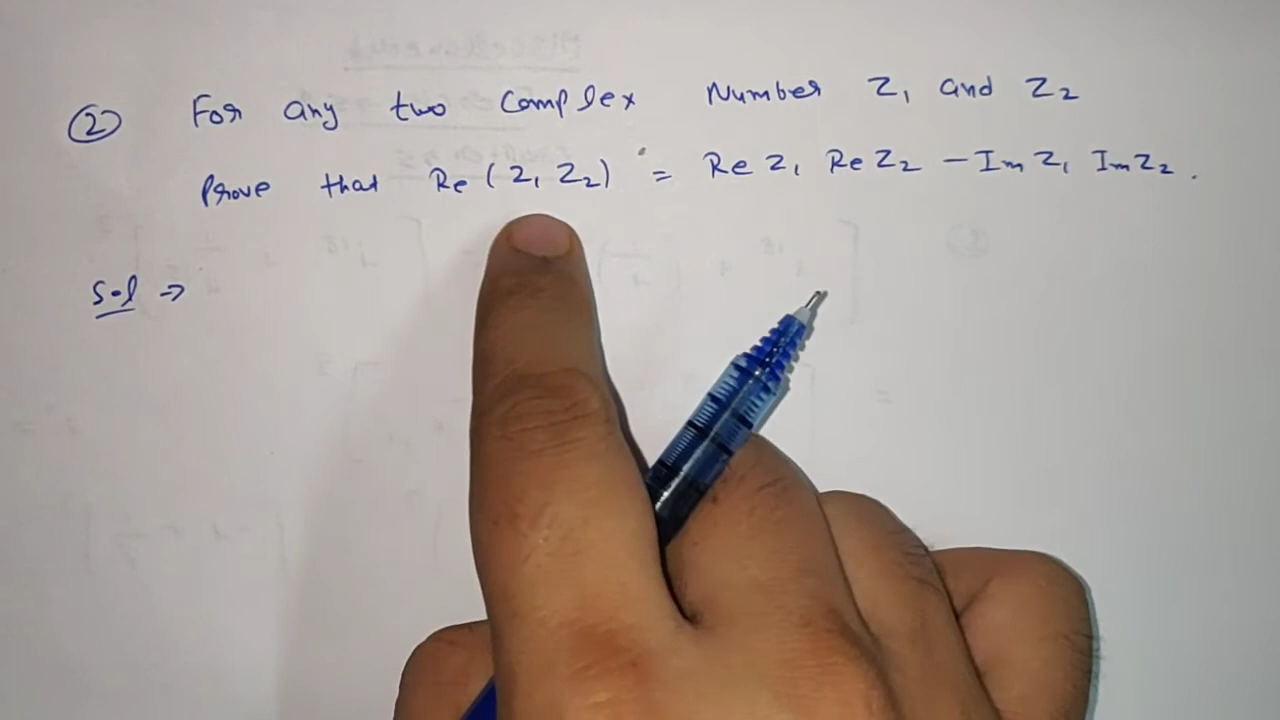 ② For any two Complex Number Z₁ and Z₂
Prove that Re (Z₁ Z₂) = Re Z₁ Re Z₂ – Im Z₁ Im Z₂ .
Sol →